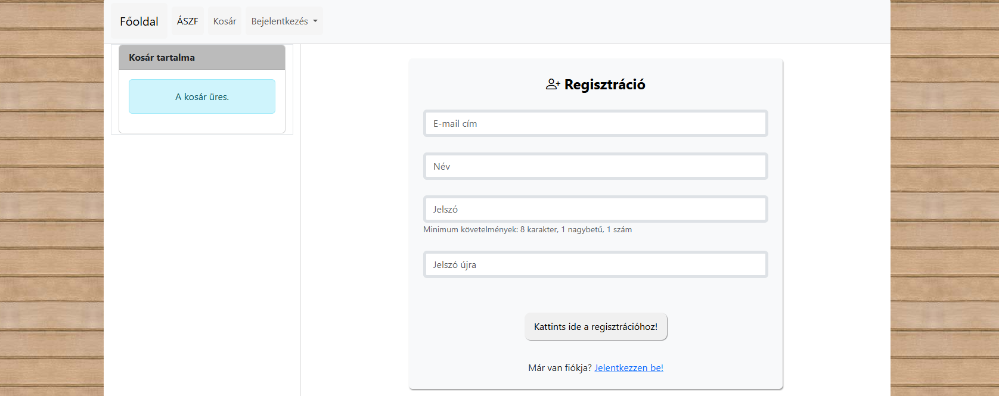 Főoldal ÁSZF Kosár Bejelentkezés
Kosár tartalma
A kosár üres.
Regisztráció
E-mail cím
Név
Jelszó
Minimum követelmények: 8 karakter, 1 nagybetű, 1 szám
Jelszó újra
Kattints ide a regisztrációhoz!
Már van fiókja? Jelentkezzen be!